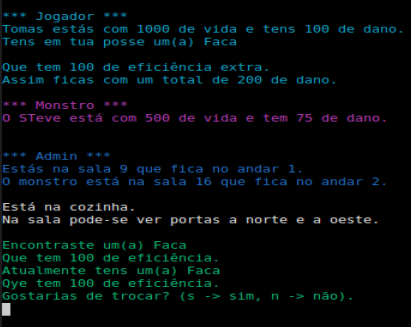 *** Jogador ***
Tomas estás com 1000 de vida e tens 100 de dano.
Tens em tua posse um(a) Faca
Que tem 100 de eficiência extra.
Assim ficas com um total de 200 de dano.
*** Monstro ***
O STeve está com 500 de vida e tem 75 de dano.
*** Admin ***
Estás na sala 9 que fica no andar 1.
O monstro está na sala 16 que fica no andar 2.
Está na cozinha.
Na sala pode-se ver portas a norte e a oeste.
Encontraste um(a) Faca
Que tem 100 de eficiência.
Atualmente tens um(a) Faca
Qye tem 100 de eficiência.
Gostarias de trocar? (s -> sim, n -> não).